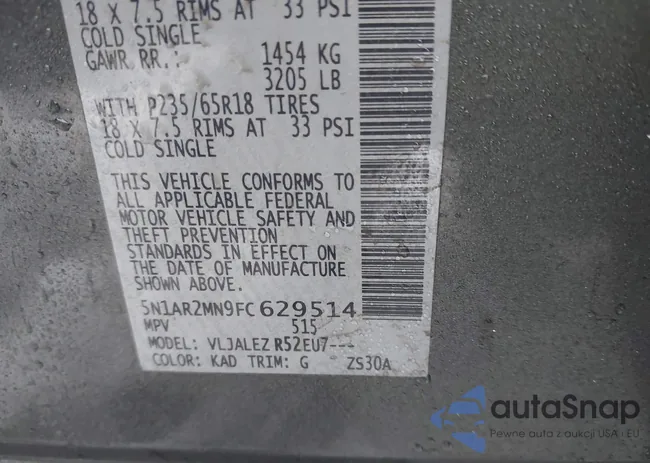 18 X 7.5 RIMS AT 33 PSI
COLD SINGLE
GAWR RR.: 1454 KG
3205 LB
WITH P235/65R18 TIRES
18 X 7.5 RIMS AT 33 PSI
COLD SINGLE
THIS VEHICLE CONFORMS TO
ALL APPLICABLE FEDERAL
MOTOR VEHICLE SAFETY AND
THEFT PREVENTION
STANDARDS IN EFFECT ON
THE DATE OF MANUFACTURE
SHOWN ABOVE.
5N1AR2MN9FC629514
MPV 515
MODEL: VLJALEZ R52EU7---
COLOR: KAD TRIM: G ZS30A
autoSnap
Pewne auta z aukcji USA i EU